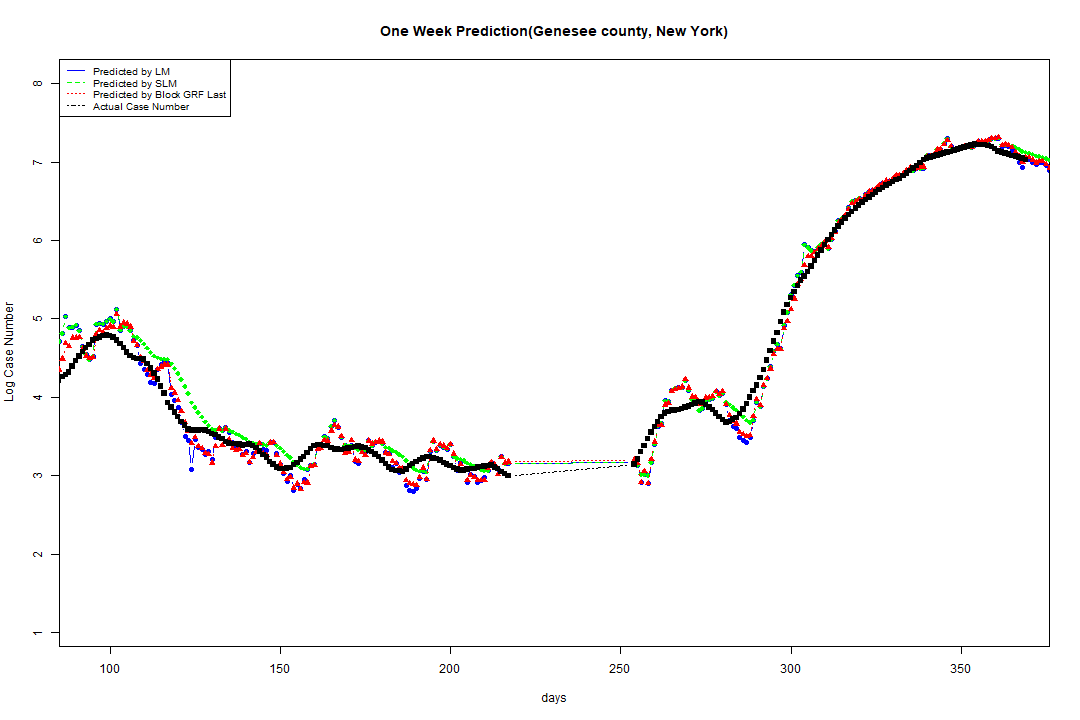 One Week Prediction(Genesee county, New York)
Predicted by LM
Predicted by SLM
Predicted by Block GRF Last
Actual Case Number
8
7
6
5
4
3
2
1
Log Case Number
100 150 200 250 300 350
days